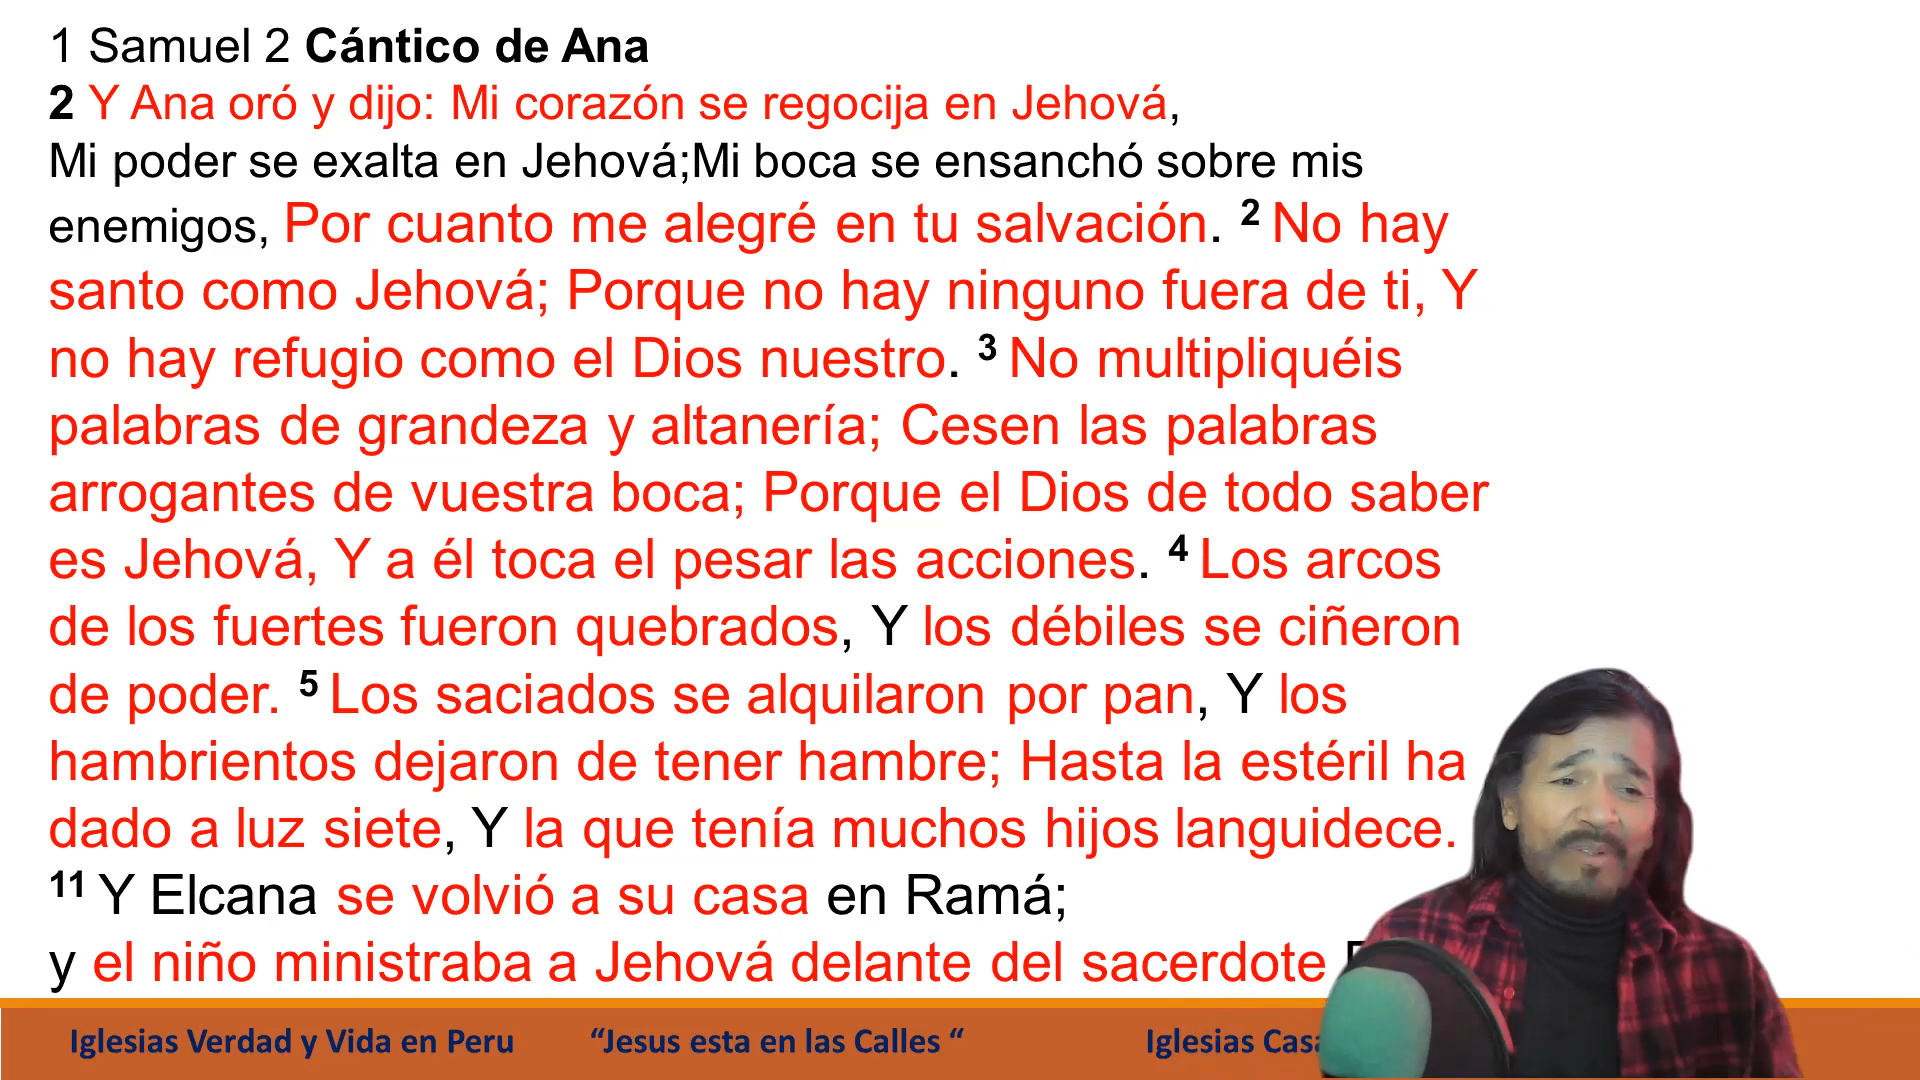 1 Samuel 2 Cántico de Ana
2 Y Ana oró y dijo: Mi corazón se regocija en Jehová,
Mi poder se exalta en Jehová;Mi boca se ensanchó sobre mis
enemigos, Por cuanto me alegré en tu salvación. 2 No hay
santo como Jehová; Porque no hay ninguno fuera de ti, Y
no hay refugio como el Dios nuestro. 3 No multipliquéis
palabras de grandeza y altanería; Cesen las palabras
arrogantes de vuestra boca; Porque el Dios de todo saber
es Jehová, Y a él toca el pesar las acciones. 4 Los arcos
de los fuertes fueron quebrados, Y los débiles se ciñeron
de poder. 5 Los saciados se alquilaron por pan, Y los
hambrientos dejaron de tener hambre; Hasta la estéril ha
dado a luz siete, Y la que tenía muchos hijos languidece.
11 Y Elcana se volvió a su casa en Ramá;
y el niño ministraba a Jehová delante del sacerdote
Iglesias Verdad y Vida en Peru “Jesus esta en las Calles “ Iglesias